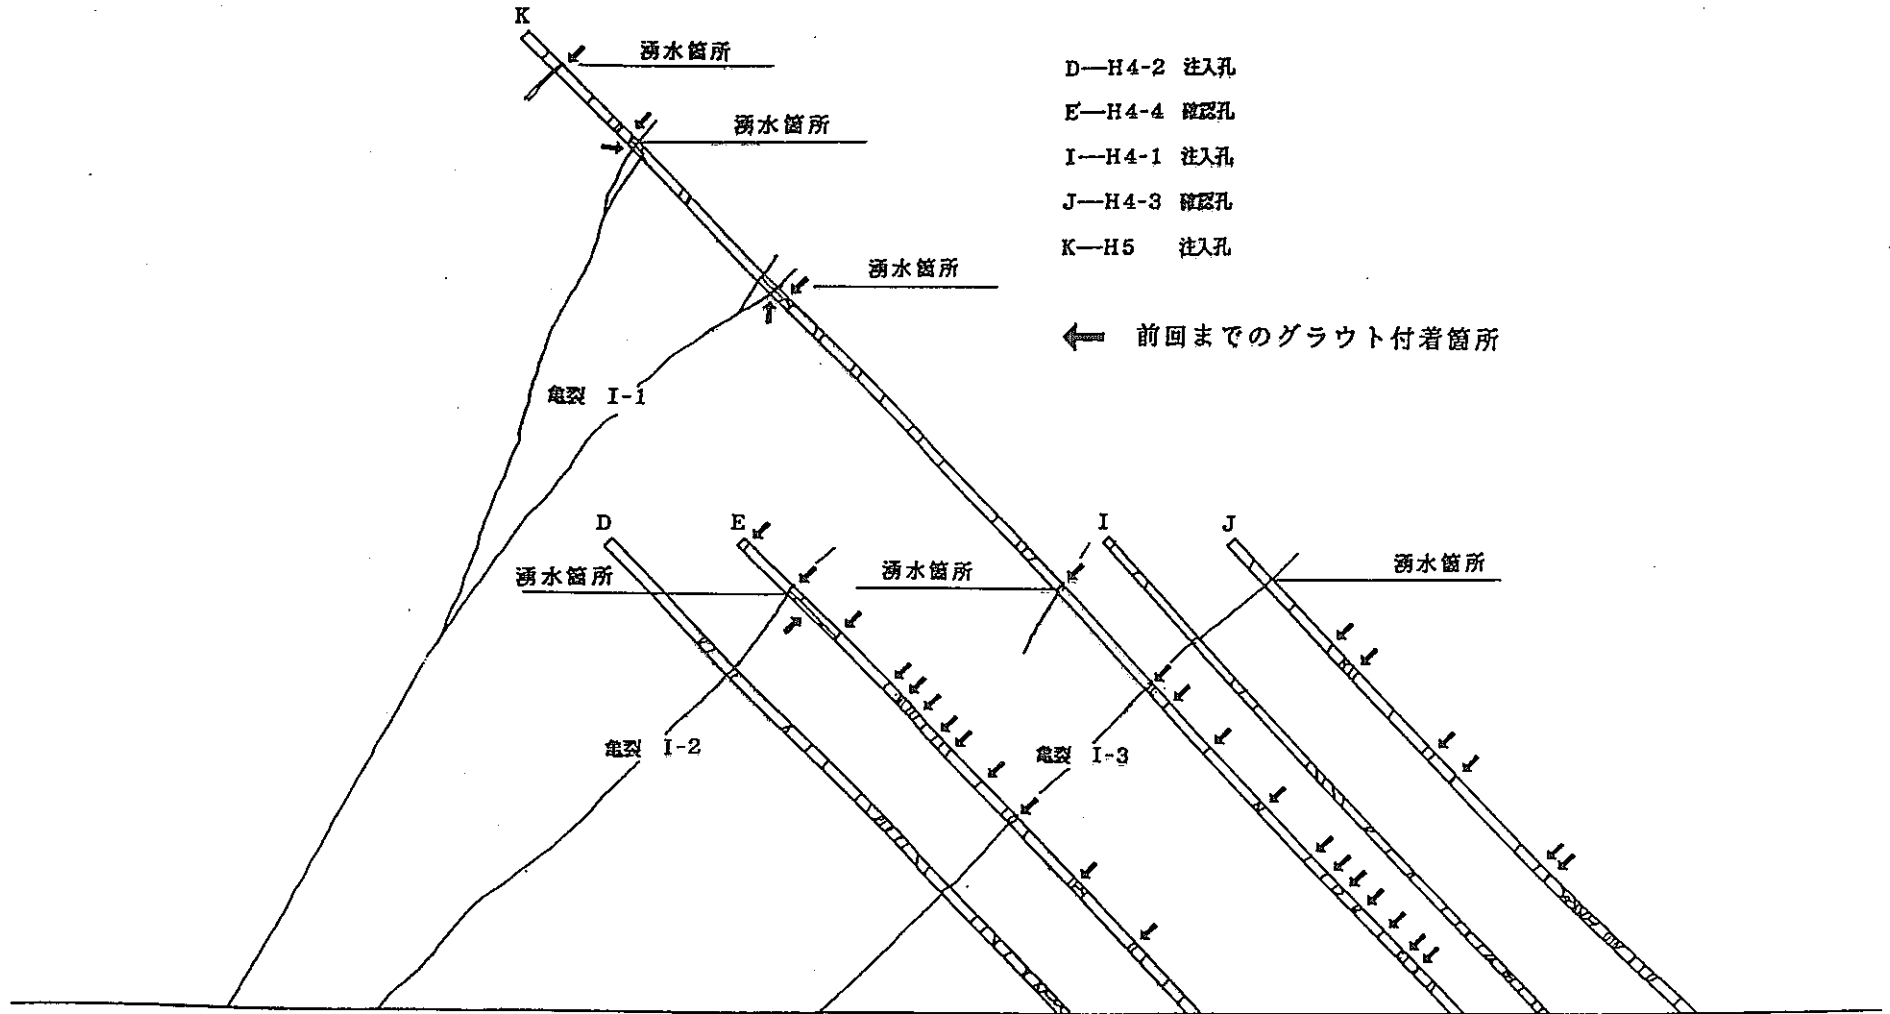 K
湧水箇所
湧水箇所
湧水箇所
D—H4-2 注入孔
E—H4-4 確認孔
I—H4-1 注入孔
J—H4-3 確認孔
K—H5 注入孔
← 前回までのグラウト付着箇所
亀裂 I-1
D
E
I
J
湧水箇所
湧水箇所
湧水箇所
亀裂 I-2
亀裂 I-3